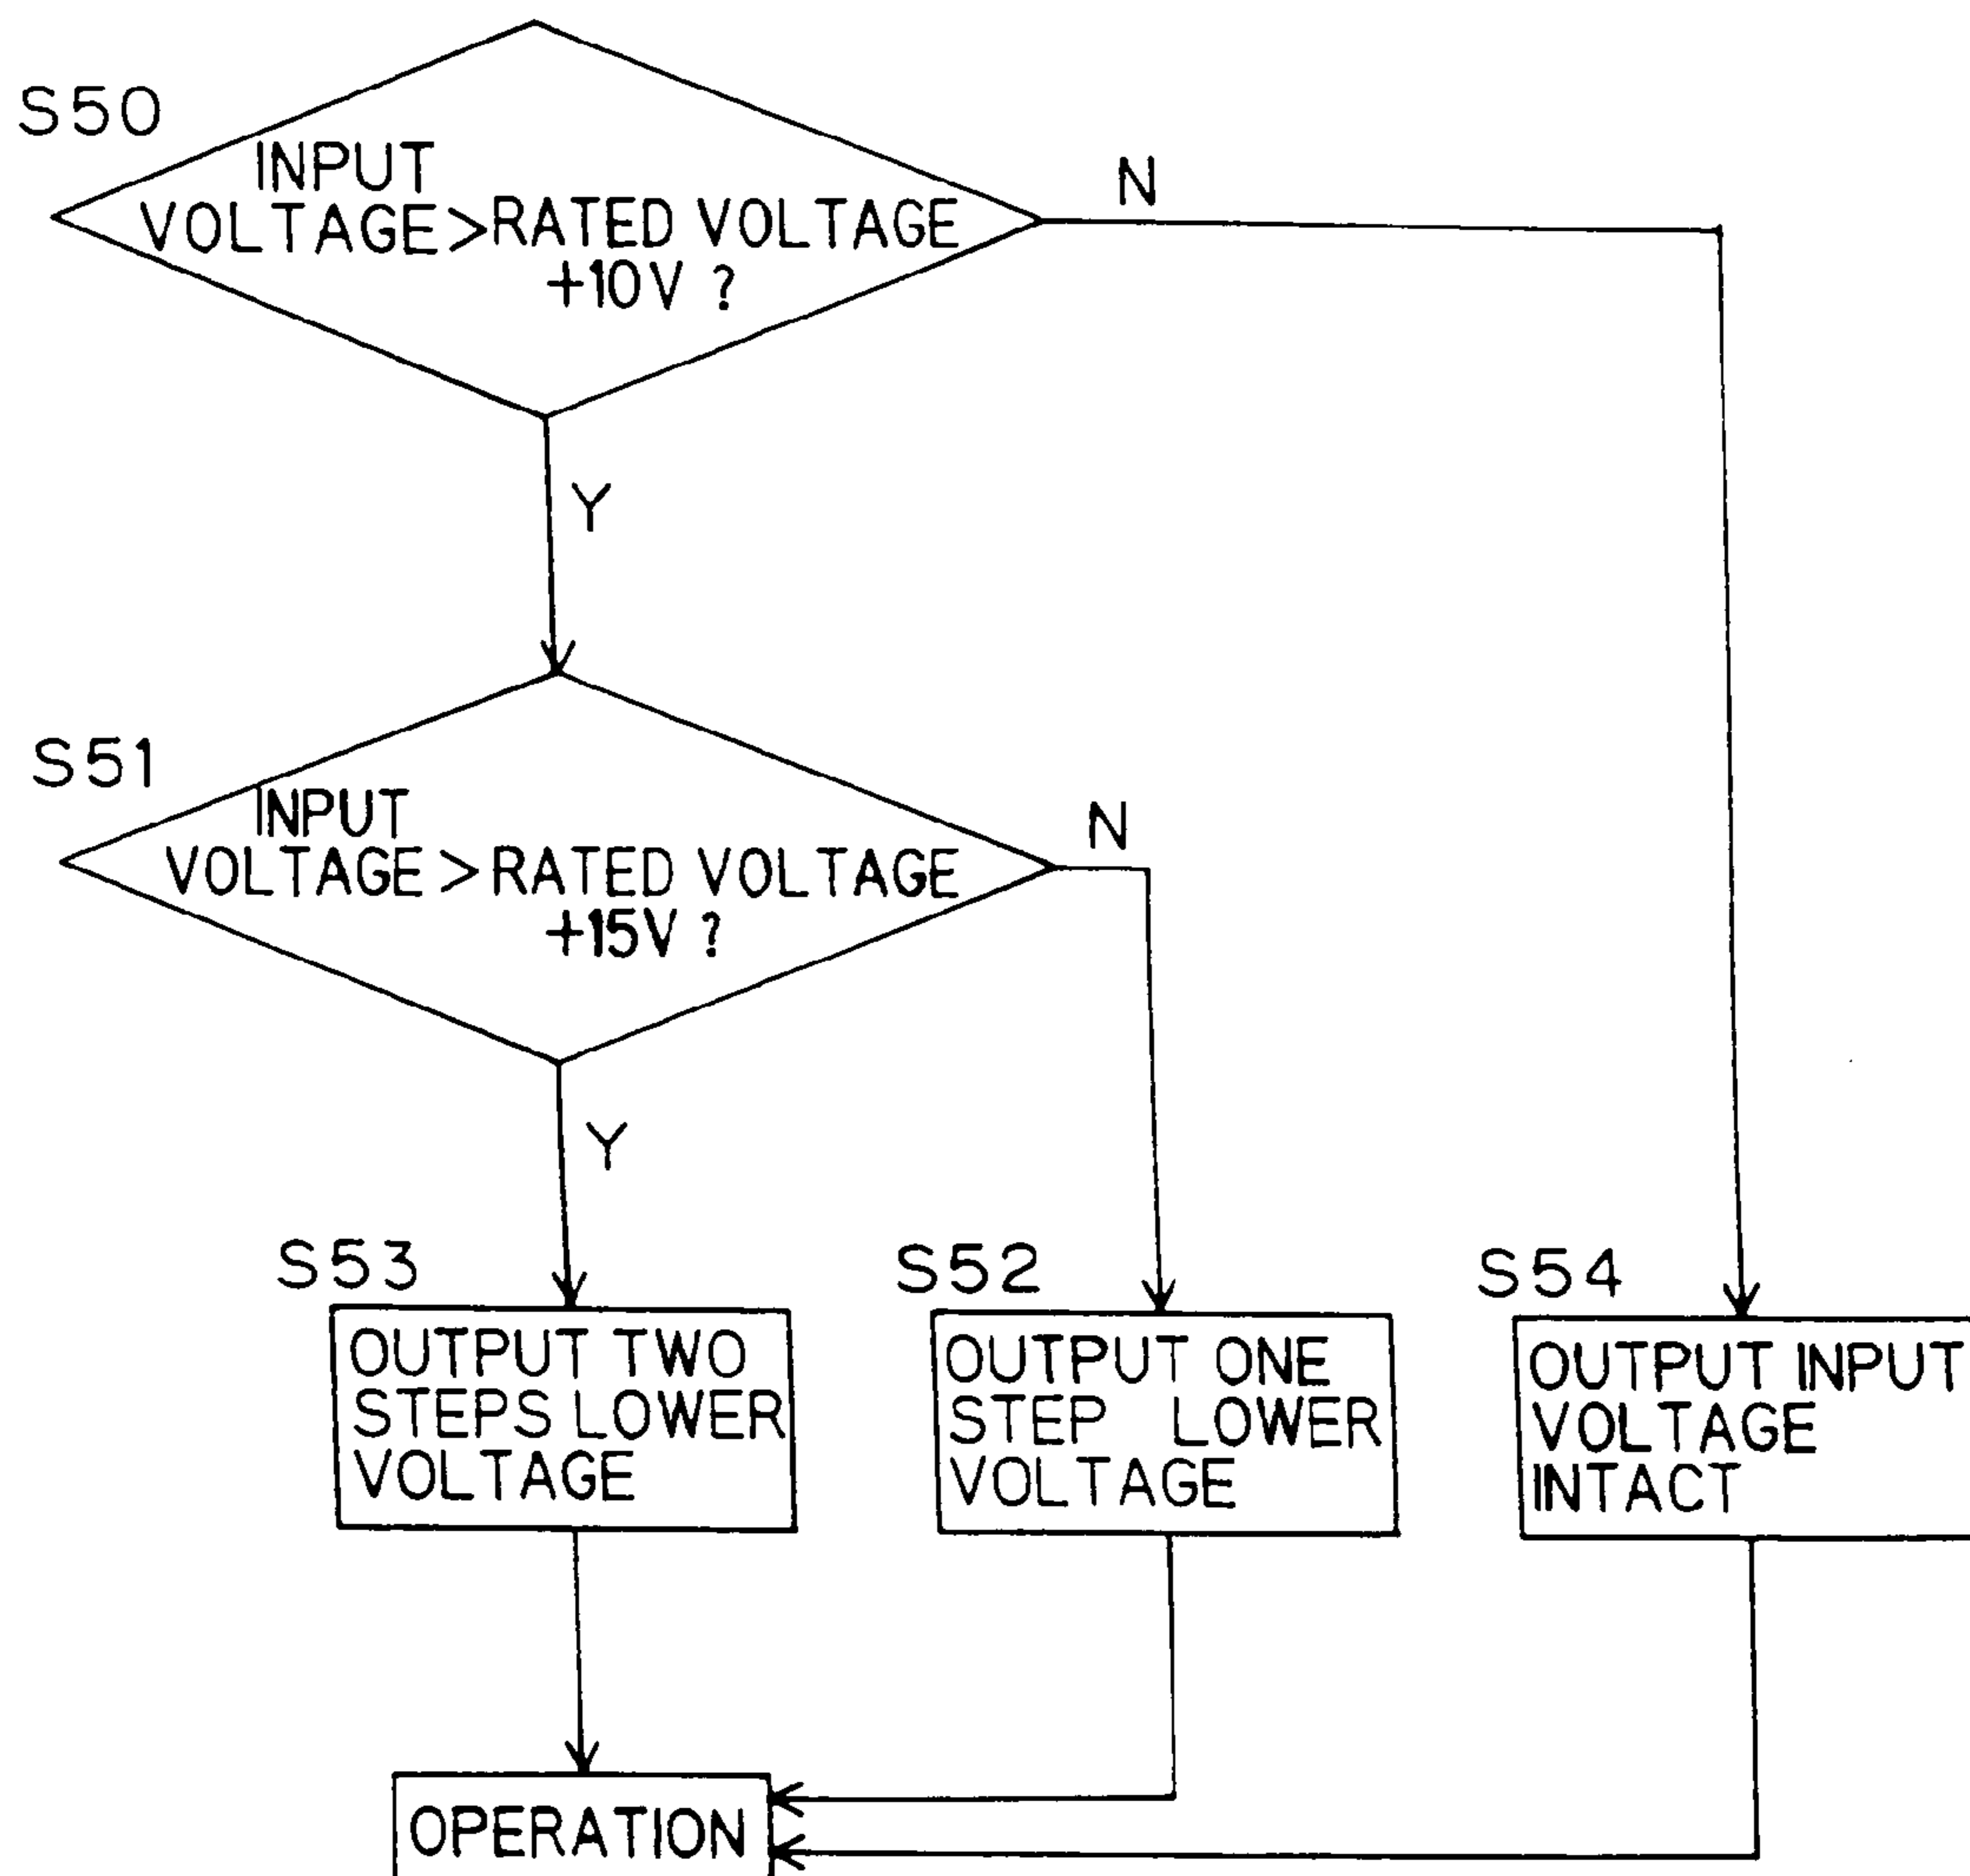 S50
INPUT
VOLTAGE>RATED VOLTAGE
+10V ?
N
Y
S51
INPUT
VOLTAGE>RATED VOLTAGE
+15V ?
N
Y
S53
OUTPUT TWO
STEPS LOWER
VOLTAGE
S52
OUTPUT ONE
STEP LOWER
VOLTAGE
S54
OUTPUT INPUT
VOLTAGE
INTACT
OPERATION